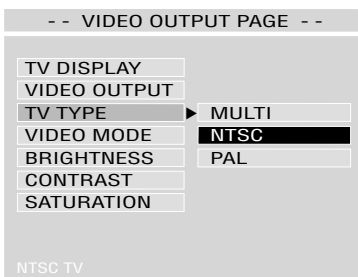 - - VIDEO OUTPUT PAGE - -
TV DISPLAY
VIDEO OUTPUT
TV TYPE
MULTI
VIDEO MODE
NTSC
BRIGHTNESS
PAL
CONTRAST
SATURATION
NTSC TV